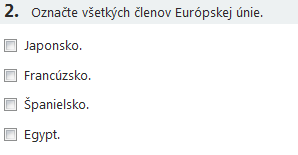 2. Označte všetkých členov Európskej únie.
Japonsko.
Francúzsko.
Španielsko.
Egypt.